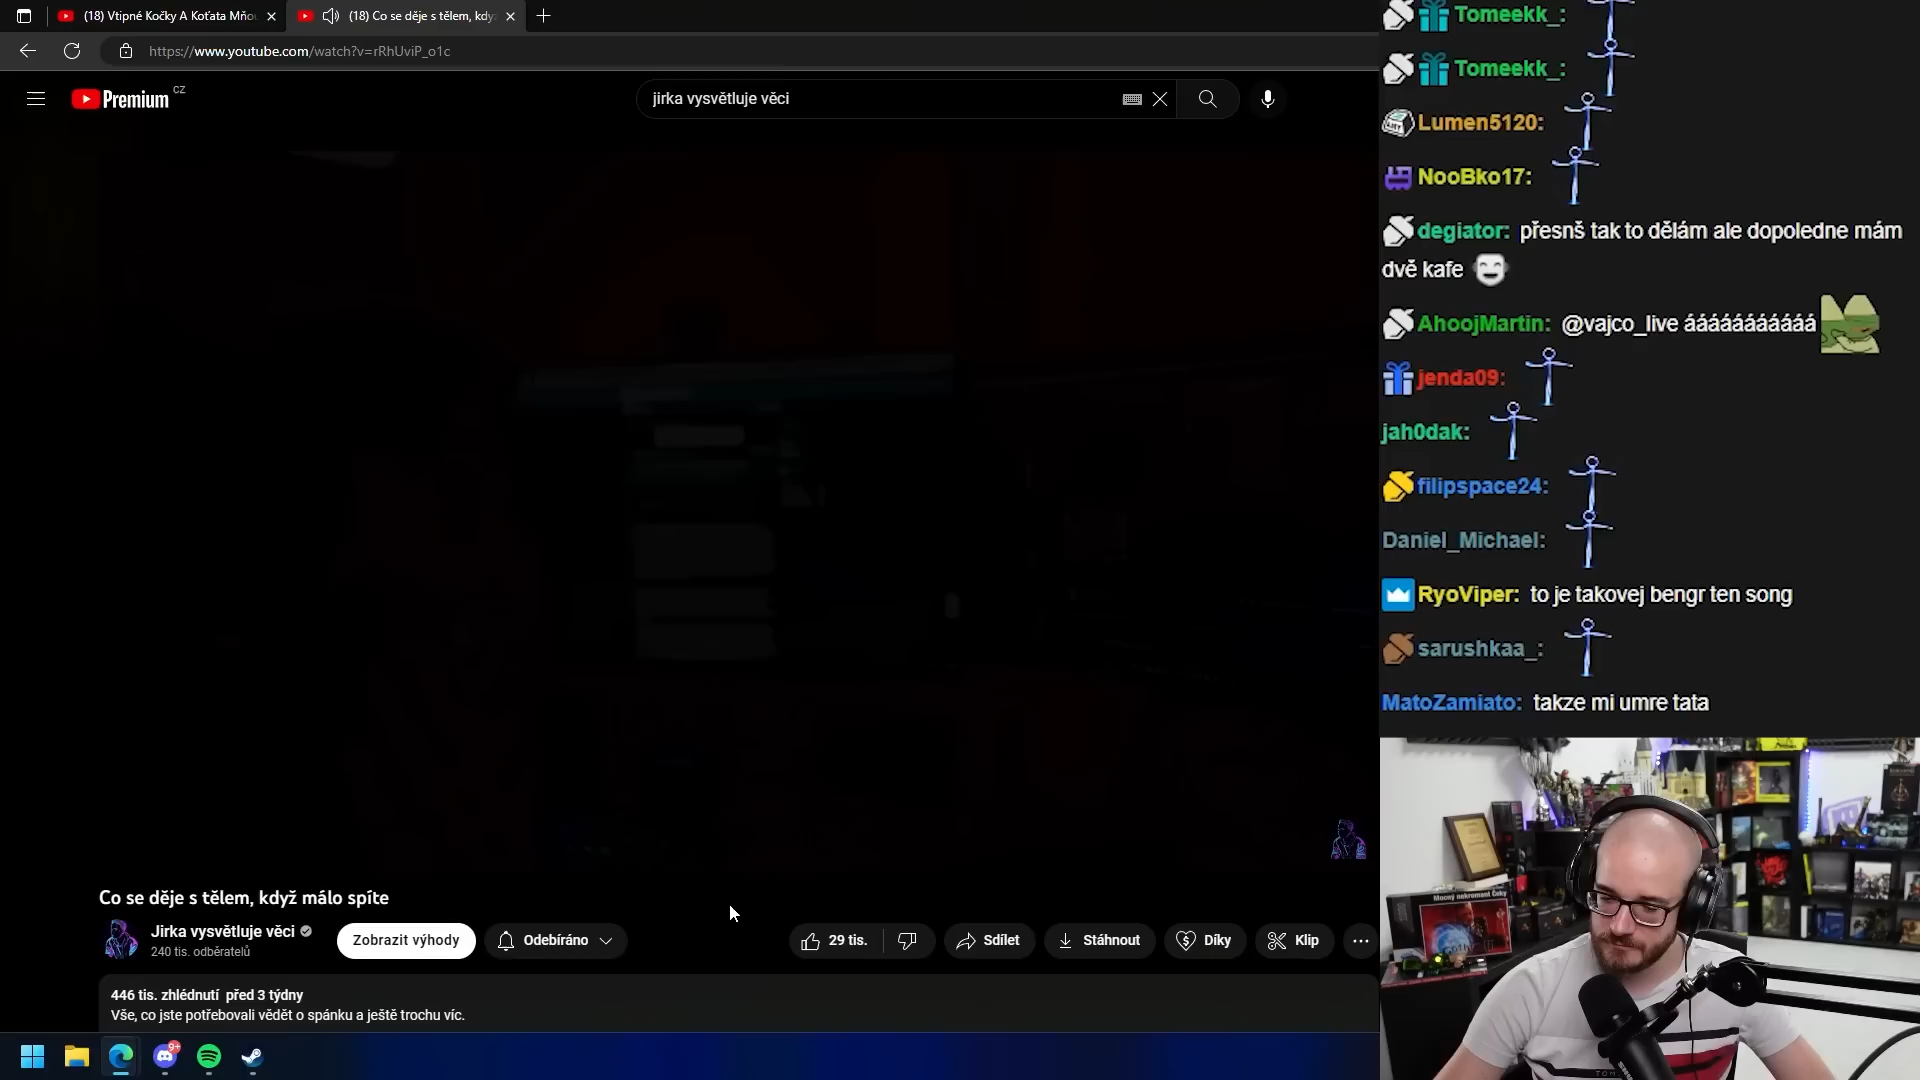 (18) Vtipné Kočky A Koťata Mňou
(18) Co se děje s tělem, když
https://www.youtube.com/watch?v=rRhUviP_o1c
Premium CZ
jirka vysvětluje věci
Co se děje s tělem, když málo spíte
Jirka vysvětluje věci
240 tis. odběratelů
Zobrazit výhody
Odebíráno
29 tis.
Sdílet
Stáhnout
Díky
Klip
446 tis. zhlédnutí před 3 týdny
Vše, co jste potřebovali vědět o spánku a ještě trochu víc.
9+
Tomeekk_:
Tomeekk_:
Lumen5120:
NooBko17:
degiator: přesnš tak to dělám ale dopoledne mám
dvě kafe
AhoojMartin: @vajco_live ááááááááááá
jenda09:
jah0dak:
filipspace24:
Daniel_Michael:
RyoViper: to je takovej bengr ten song
sarushkaa_:
MatoZamiato: takze mi umre tata